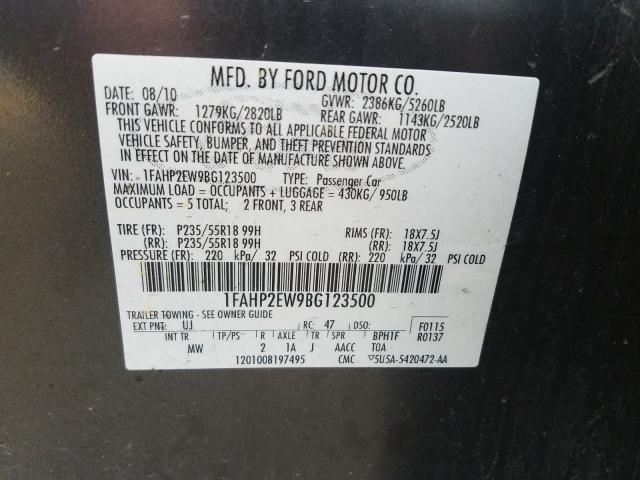 MFD. BY FORD MOTOR CO.
DATE: 08/10 GVWR: 2386KG/5260LB
FRONT GAWR: 1279KG/2820LB REAR GAWR: 1143KG/2520LB
THIS VEHICLE CONFORMS TO ALL APPLICABLE FEDERAL MOTOR
VEHICLE SAFETY, BUMPER, AND THEFT PREVENTION STANDARDS
IN EFFECT ON THE DATE OF MANUFACTURE SHOWN ABOVE.
VIN: 1FAHP2EW9BG123500 TYPE: Passenger Car
MAXIMUM LOAD = OCCUPANTS + LUGGAGE = 430KG/ 950LB
OCCUPANTS = 5 TOTAL; 2 FRONT, 3 REAR
TIRE (FR): P235/55R18 99H RIMS (FR): 18X7.5J
(RR): P235/55R18 99H (RR): 18X7.5J
PRESSURE (FR): 220 kPa/ 32 PSI COLD (RR): 220 kPa/ 32 PSI COLD
1FAHP2EW9BG123500
TRAILER TOWING - SEE OWNER GUIDE
EXT PNT: UJ RC: 47 DSO: F0115
INT TR TP/PS R AXLE TR SPR BPH1F R0137
MW 2 1A J AACC TOA
1201008197495 CMC ▽5U5A-5420472-AA